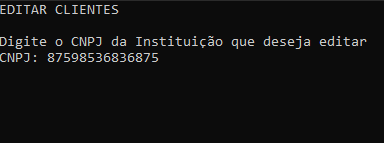 EDITAR CLIENTES
Digite o CNPJ da Instituição que deseja editar
CNPJ: 87598536836875